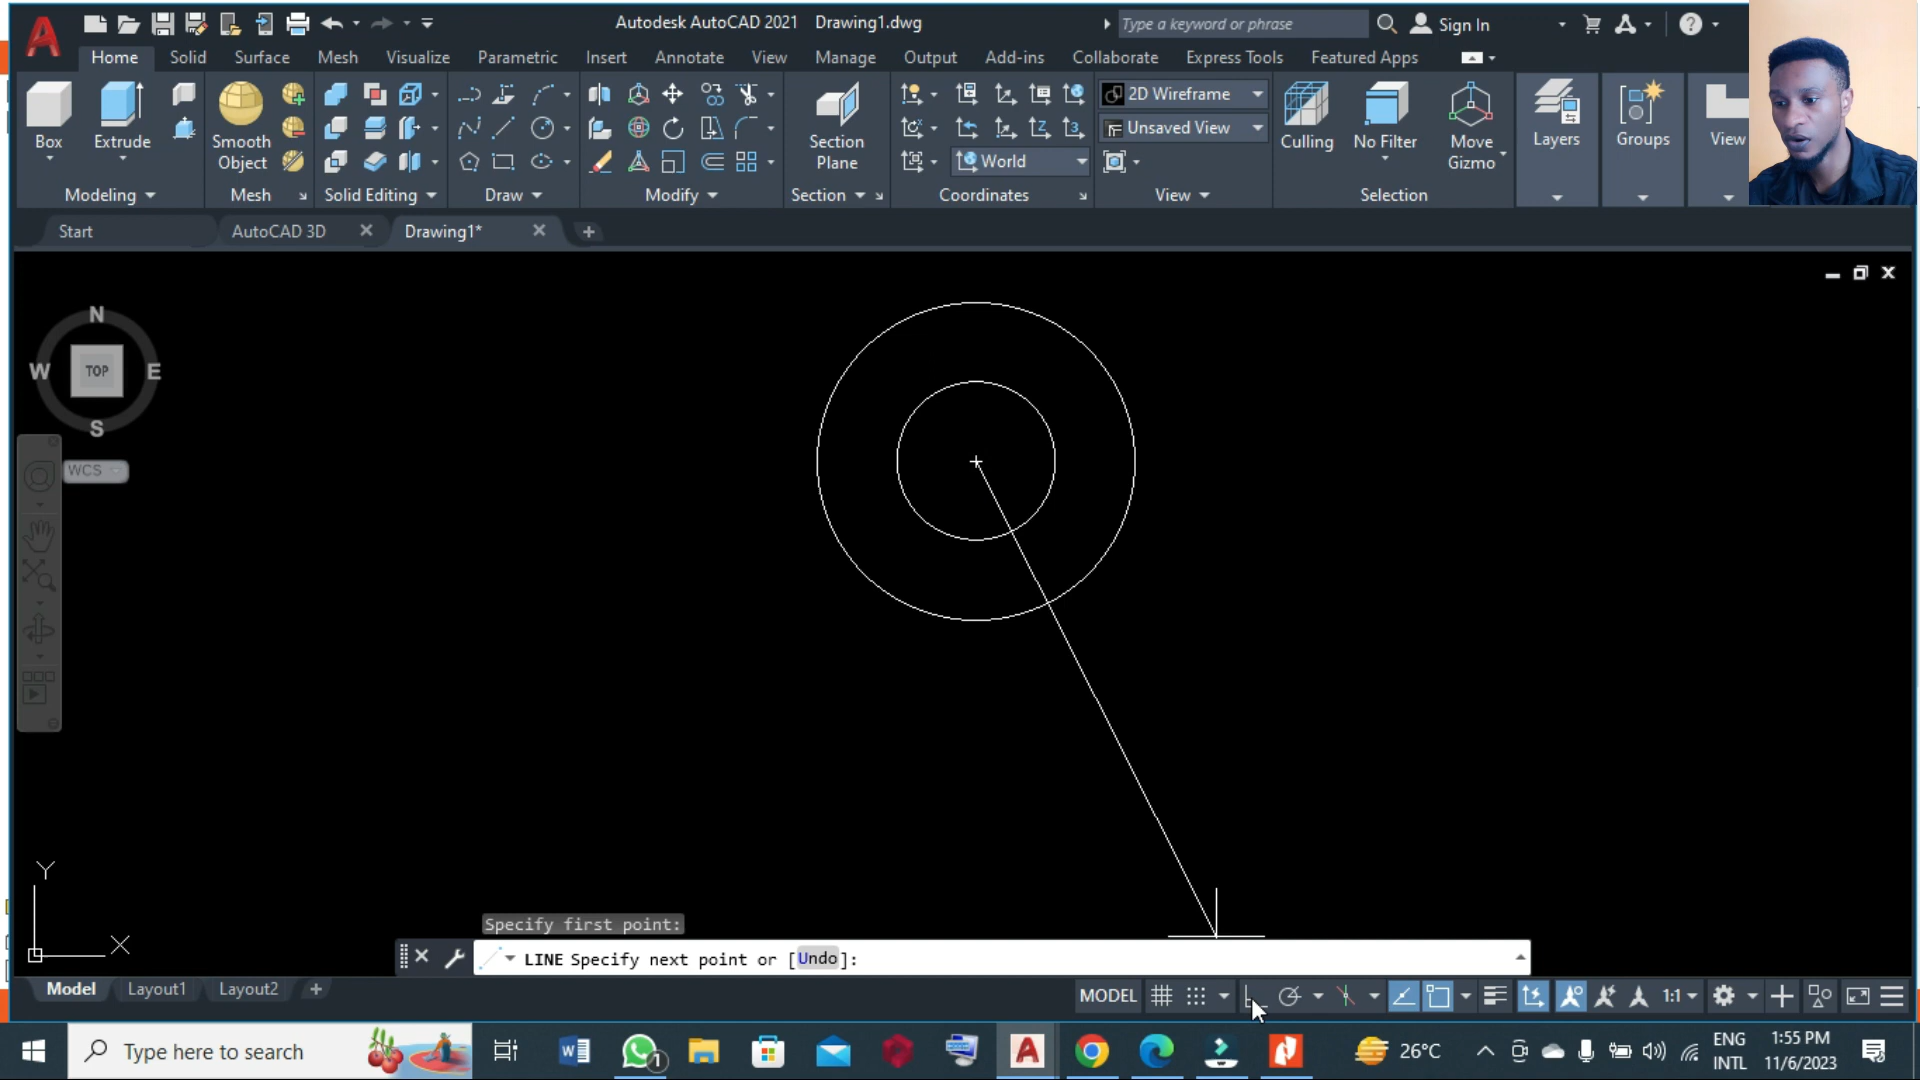 Autodesk AutoCAD 2021 Drawing1.dwg
Type a keyword or phrase
Sign In
Home Solid Surface Mesh Visualize Parametric Insert Annotate View Manage Output Add-ins Collaborate Express Tools Featured Apps
Box
Extrude
Smooth
Object
Section
Plane
2D Wireframe
Unsaved View
World
Culling
No Filter
Move
Gizmo
Layers
Groups
View
Modeling
Mesh
Solid Editing
Draw
Modify
Section
Coordinates
View
Selection
Start
AutoCAD 3D
Drawing1*
N
W
TOP
E
S
WCS
Y
X
Specify first point:
LINE Specify next point or [Undo]:
Model
Layout1
Layout2
MODEL
1:1
Type here to search
1
26°C
ENG
INTL
1:55 PM
11/6/2023